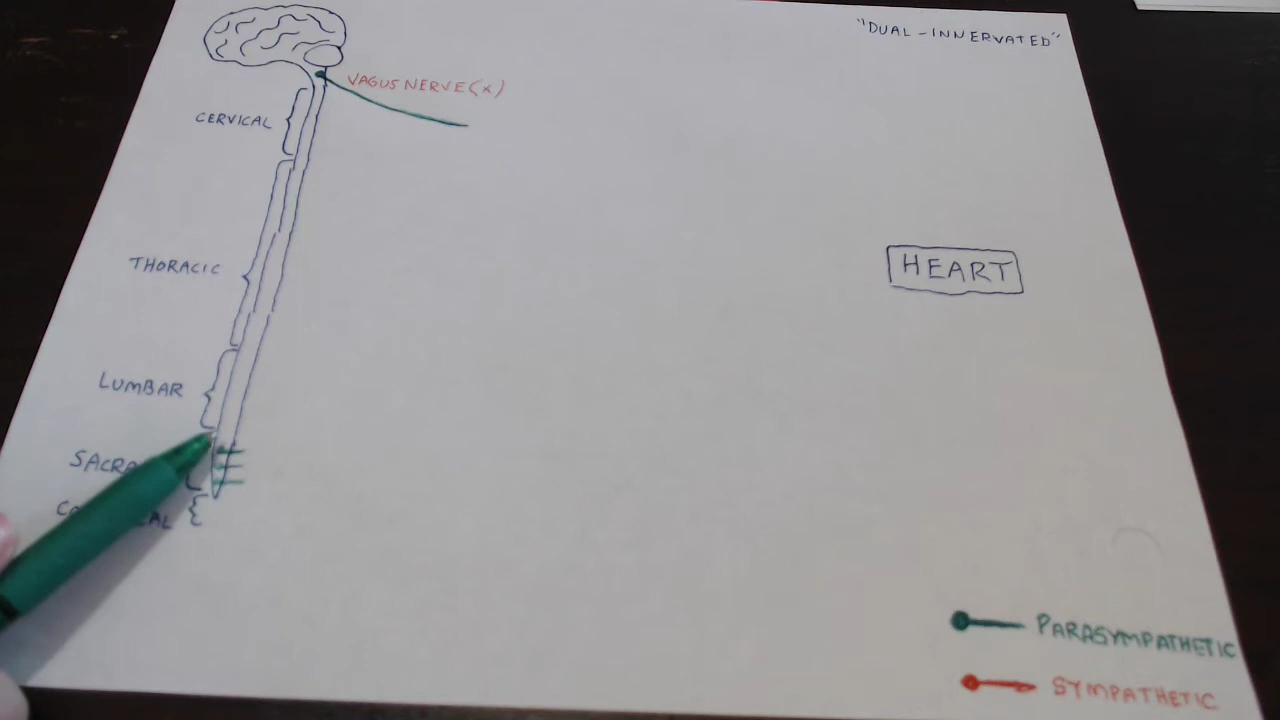 "DUAL-INNERVATED"
VAGUS NERVE (X)
CERVICAL
THORACIC
HEART
LUMBAR
PARASYMPATHETIC
SYMPATHETIC